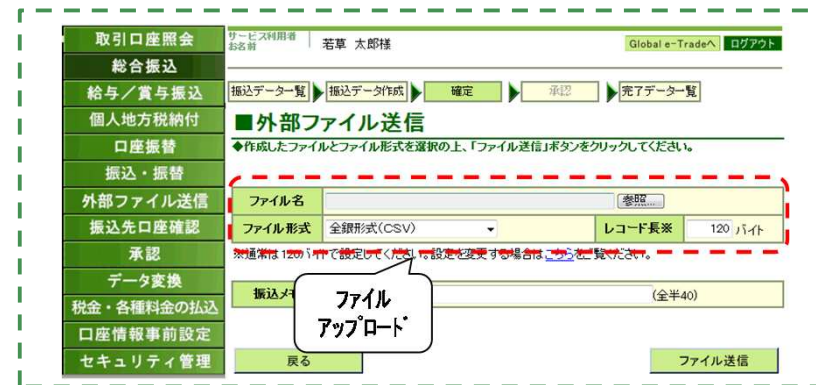 取引口座照会
総合振込
給与／賞与振込
個人地方税納付
口座振替
振込・振替
外部ファイル送信
振込先口座確認
承認
データ変換
税金・各種料金の払込
口座情報事前設定
セキュリティ管理
サービス利用者
お名前
若草 太郎様
Global e-Tradeへ ログアウト
振込データ一覧 振込データ作成 確定 承認 完了データ一覧
■外部ファイル送信
◆作成したファイルとファイル形式を選択の上、「ファイル送信」ボタンをクリックしてください。
ファイル名 参照...
ファイル形式 全銀形式(CSV) レコード長※ 120 バイト
※通常は120バイトで設定してください。設定を変更する場合はこちらをご覧ください。
振込メモ (全半40)
ファイル
アップロード
戻る ファイル送信